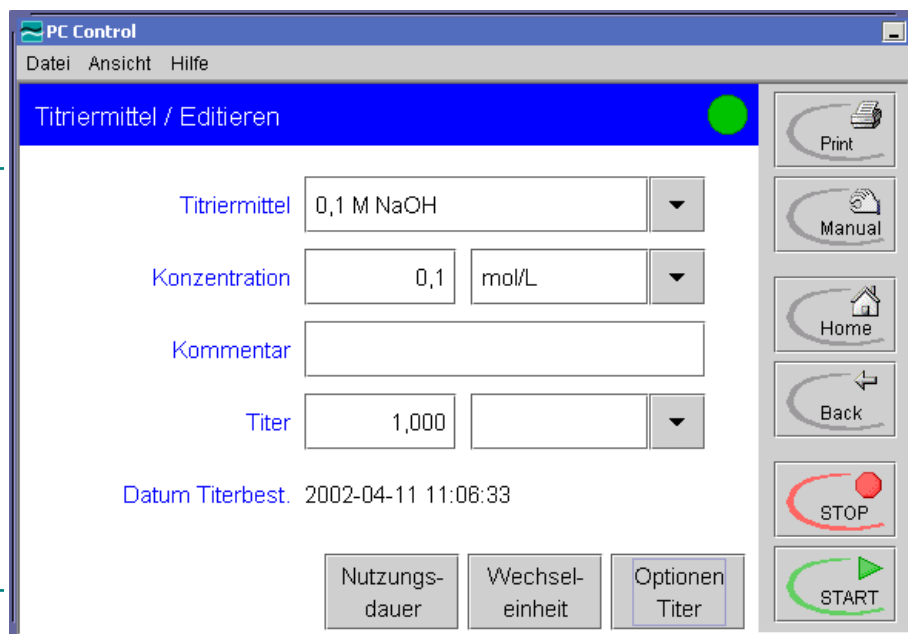 PC Control
Datei Ansicht Hilfe
Titriermittel / Editieren
Print
Titriermittel 0,1 M NaOH
Manual
Konzentration 0,1 mol/L
Home
Kommentar
Back
Titer 1,000
Datum Titerbest. 2002-04-11 11:06:33
STOP
Nutzungs-
dauer
Wechsel-
einheit
Optionen
Titer
START